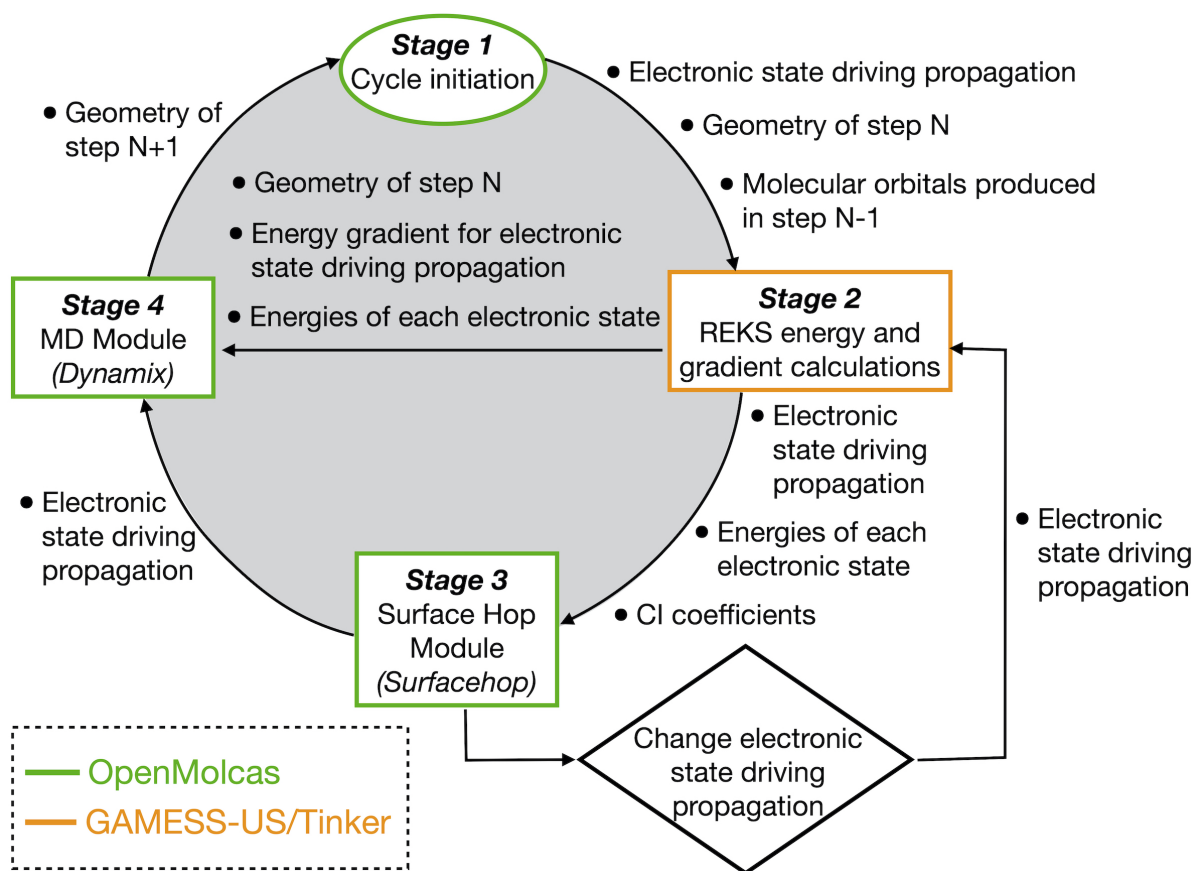 Stage 1
Cycle initiation
● Electronic state driving propagation
● Geometry of step N
● Molecular orbitals produced
in step N-1
● Geometry of
step N+1
● Geometry of step N
● Energy gradient for electronic
state driving propagation
● Energies of each electronic state
Stage 4
MD Module
(Dynamix)
Stage 2
REKS energy and
gradient calculations
● Electronic
state driving
propagation
● Energies of each
electronic state
● CI coefficients
● Electronic
state driving
propagation
● Electronic
state driving
propagation
Stage 3
Surface Hop
Module
(Surfacehop)
Change electronic
state driving
propagation
OpenMolcas
GAMESS-US/Tinker